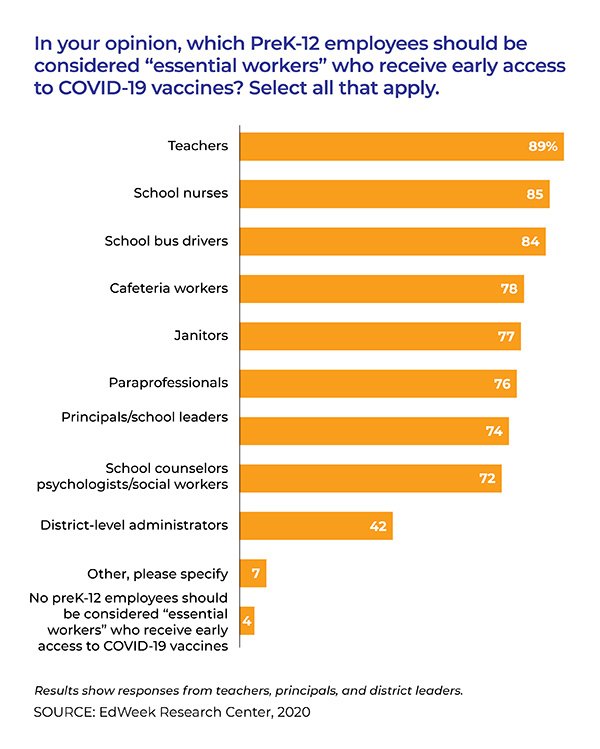 In your opinion, which PreK-12 employees should be
considered “essential workers” who receive early access
to COVID-19 vaccines? Select all that apply.
Teachers 89%
School nurses 85
School bus drivers 84
Cafeteria workers 78
Janitors 77
Paraprofessionals 76
Principals/school leaders 74
School counselors
psychologists/social workers 72
District-level administrators 42
Other, please specify 7
No preK-12 employees should
be considered “essential
workers” who receive early
access to COVID-19 vaccines 4
Results show responses from teachers, principals, and district leaders.
SOURCE: EdWeek Research Center, 2020